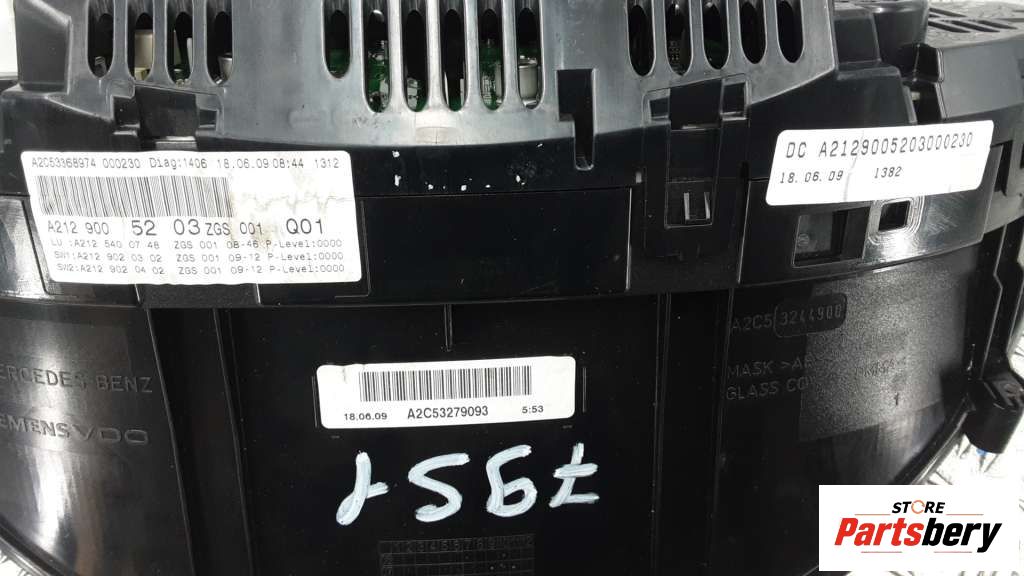 A2C53368974 000230 Diag:1406 18.06.09 08:44 1312
A212 900 52 03 ZGS 001 Q01
LU :A212 540 07 48 ZGS 001 08-46 P-Level:0000
SW1:A212 902 03 02 ZGS 001 09-12 P-Level:0000
SW2:A212 902 04 02 ZGS 001 09-12 P-Level:0000
DC A2129005203000230
18.06.09 1382
A2C53244900
MASK
GLASS
MERCEDES-BENZ
SIEMENS VDO
18.06.09 A2C53279093 5:53
STORE
Partsbery